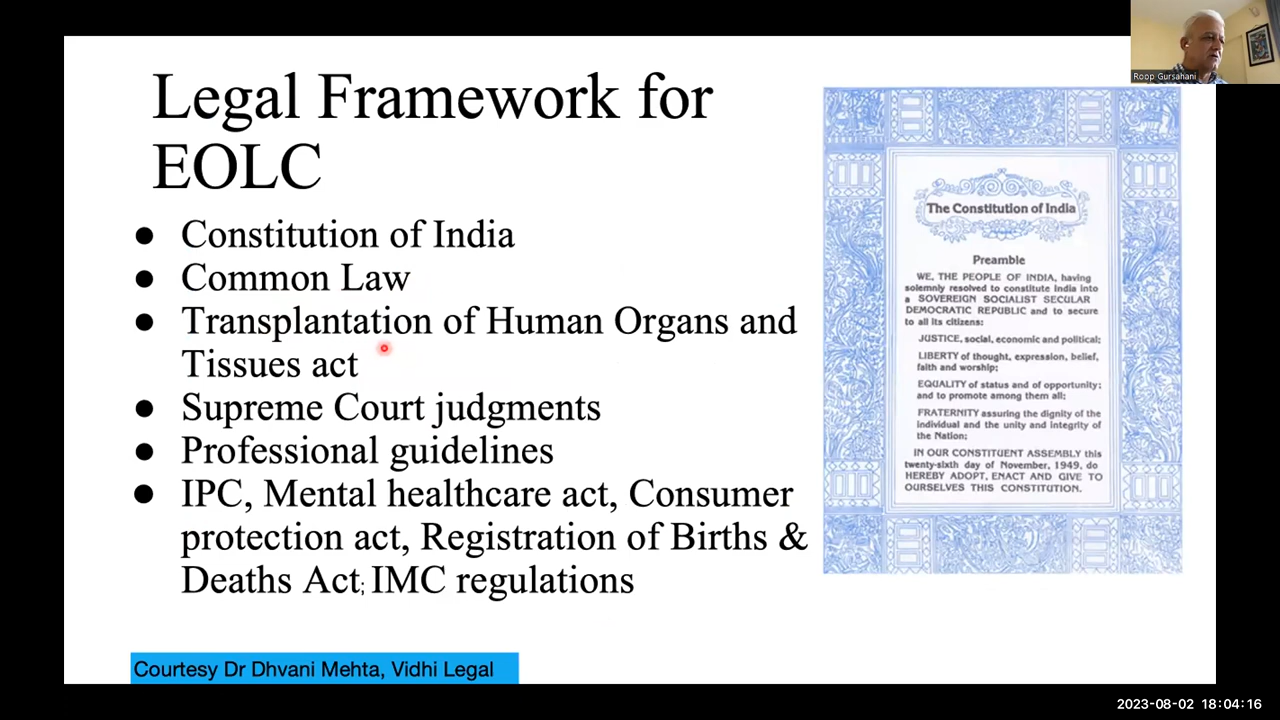 Roop Gursahani
Legal Framework for
EOLC
● Constitution of India
● Common Law
● Transplantation of Human Organs and
Tissues act
● Supreme Court judgments
● Professional guidelines
● IPC, Mental healthcare act, Consumer
protection act, Registration of Births &
Deaths Act; IMC regulations
The Constitution of India
Preamble
WE, THE PEOPLE OF INDIA, having
solemnly resolved to constitute India into
a SOVEREIGN SOCIALIST SECULAR
DEMOCRATIC REPUBLIC and to secure
to all its citizens:
JUSTICE, social, economic and political;
LIBERTY of thought, expression, belief,
faith and worship;
EQUALITY of status and of opportunity;
and to promote among them all;
FRATERNITY assuring the dignity of the
individual and the unity and integrity of
the Nation;
IN OUR CONSTITUENT ASSEMBLY this
twenty-sixth day of November, 1949, do
HEREBY ADOPT, ENACT AND GIVE TO
OURSELVES THIS CONSTITUTION.
Courtesy Dr Dhvani Mehta, Vidhi Legal
2023-08-02 18:04:16